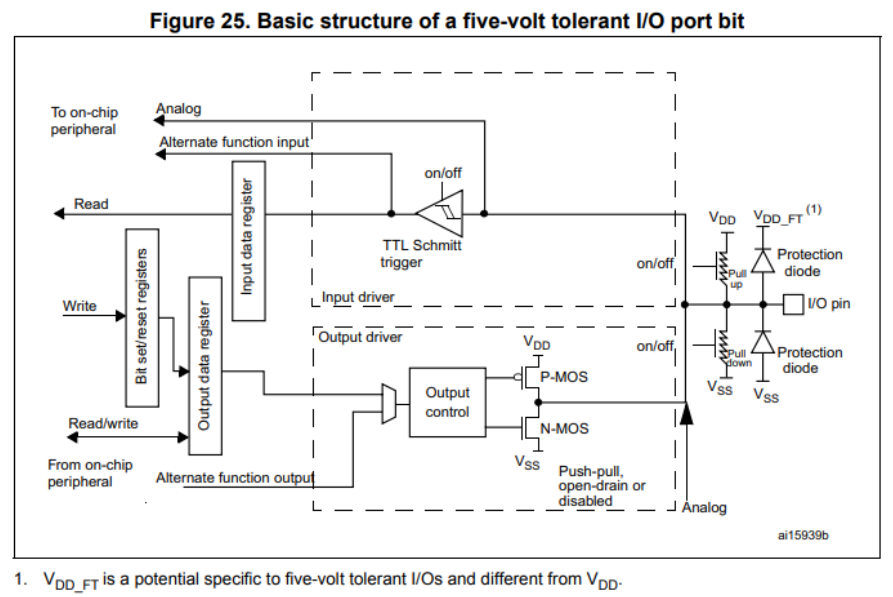 Figure 25. Basic structure of a five-volt tolerant I/O port bit
To on-chip
peripheral
Analog
Alternate function input
on/off
Read
Input data register
TTL Schmitt
trigger
Input driver
on/off
VDD
VDD_FT (1)
Pull
up
Protection
diode
I/O pin
Write
Bit set/reset registers
Output data register
Read/write
From on-chip
peripheral
Alternate function output
Output driver
Output
control
VDD
P-MOS
N-MOS
VSS
Push-pull,
open-drain or
disabled
on/off
Pull
down
VSS
Protection
diode
VSS
Analog
ai15939b
1. VDD_FT is a potential specific to five-volt tolerant I/Os and different from VDD.